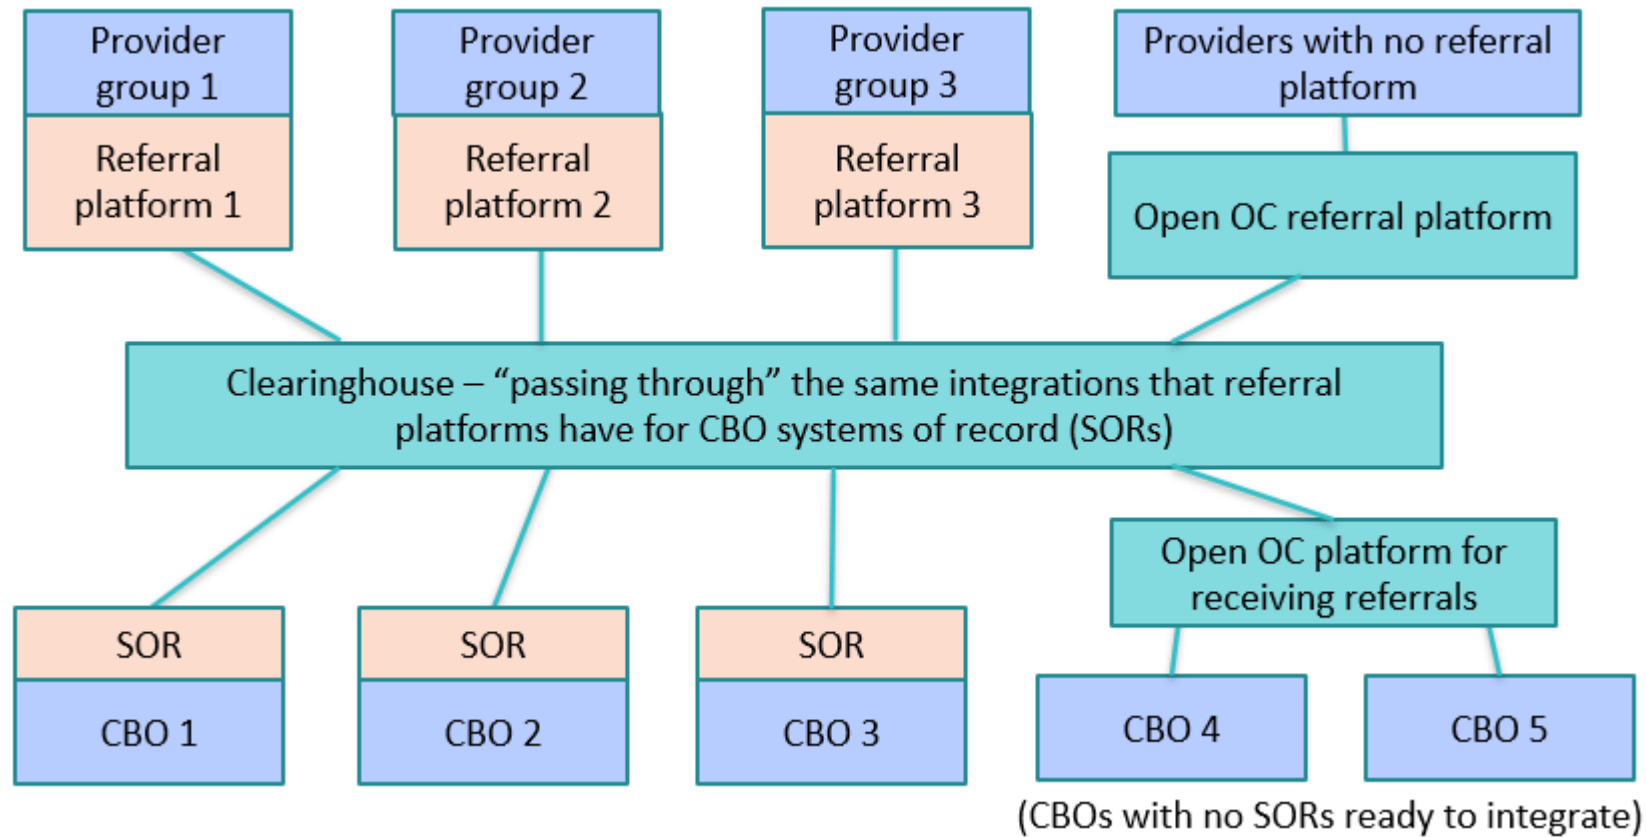 Provider
group 1
Provider
group 2
Provider
group 3
Providers with no referral
platform
Referral
platform 1
Referral
platform 2
Referral
platform 3
Open OC referral platform
Clearinghouse – “passing through” the same integrations that referral
platforms have for CBO systems of record (SORs)
Open OC platform for
receiving referrals
SOR
SOR
SOR
CBO 1
CBO 2
CBO 3
CBO 4
CBO 5
(CBOs with no SORs ready to integrate)